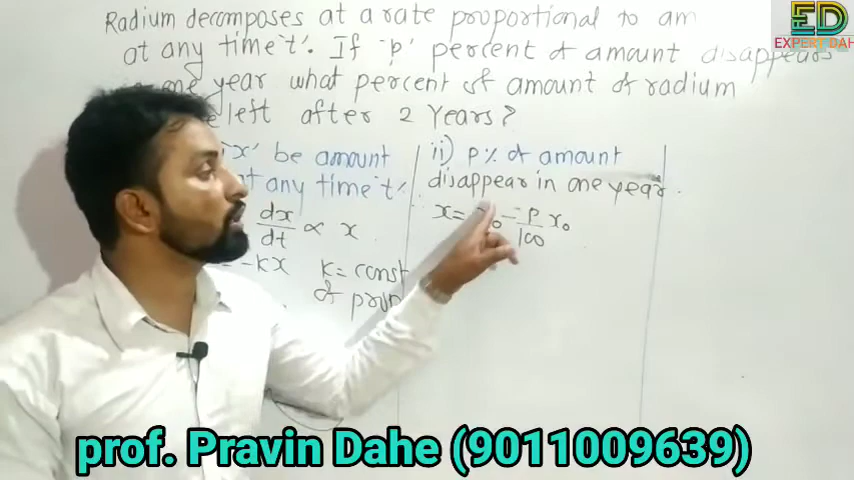 Radium decomposes at a rate proportional to am
at any time 't'. If 'p' percent of amount disappears
one year what percent of amount of radium
left after 2 Years?
'x' be amount
at any time 't'.
dx/dt ∝ x
= -kx k = const
of prop
ii) P% of amount
disappear in one year.
∴ x = x₀ - P/100 x₀
ED
EXPERT DAH
prof. Pravin Dahe (9011009639)